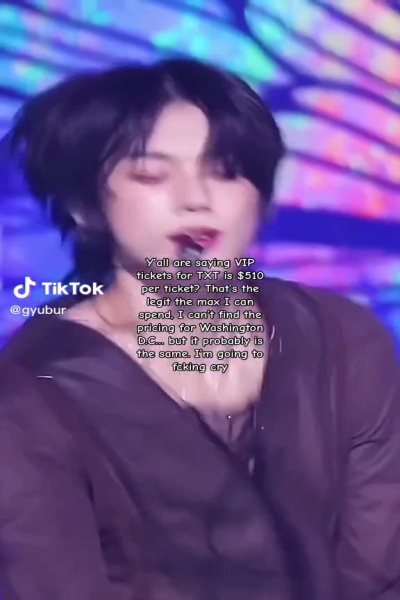 Y'all are saying VIP
tickets for TXT is $510
per ticket? That's the
legit the max I can
spend, I can't find the
pricing for Washington
D.C... but it probably is
the same. I'm going to
fcking cry
TikTok
@gyubur